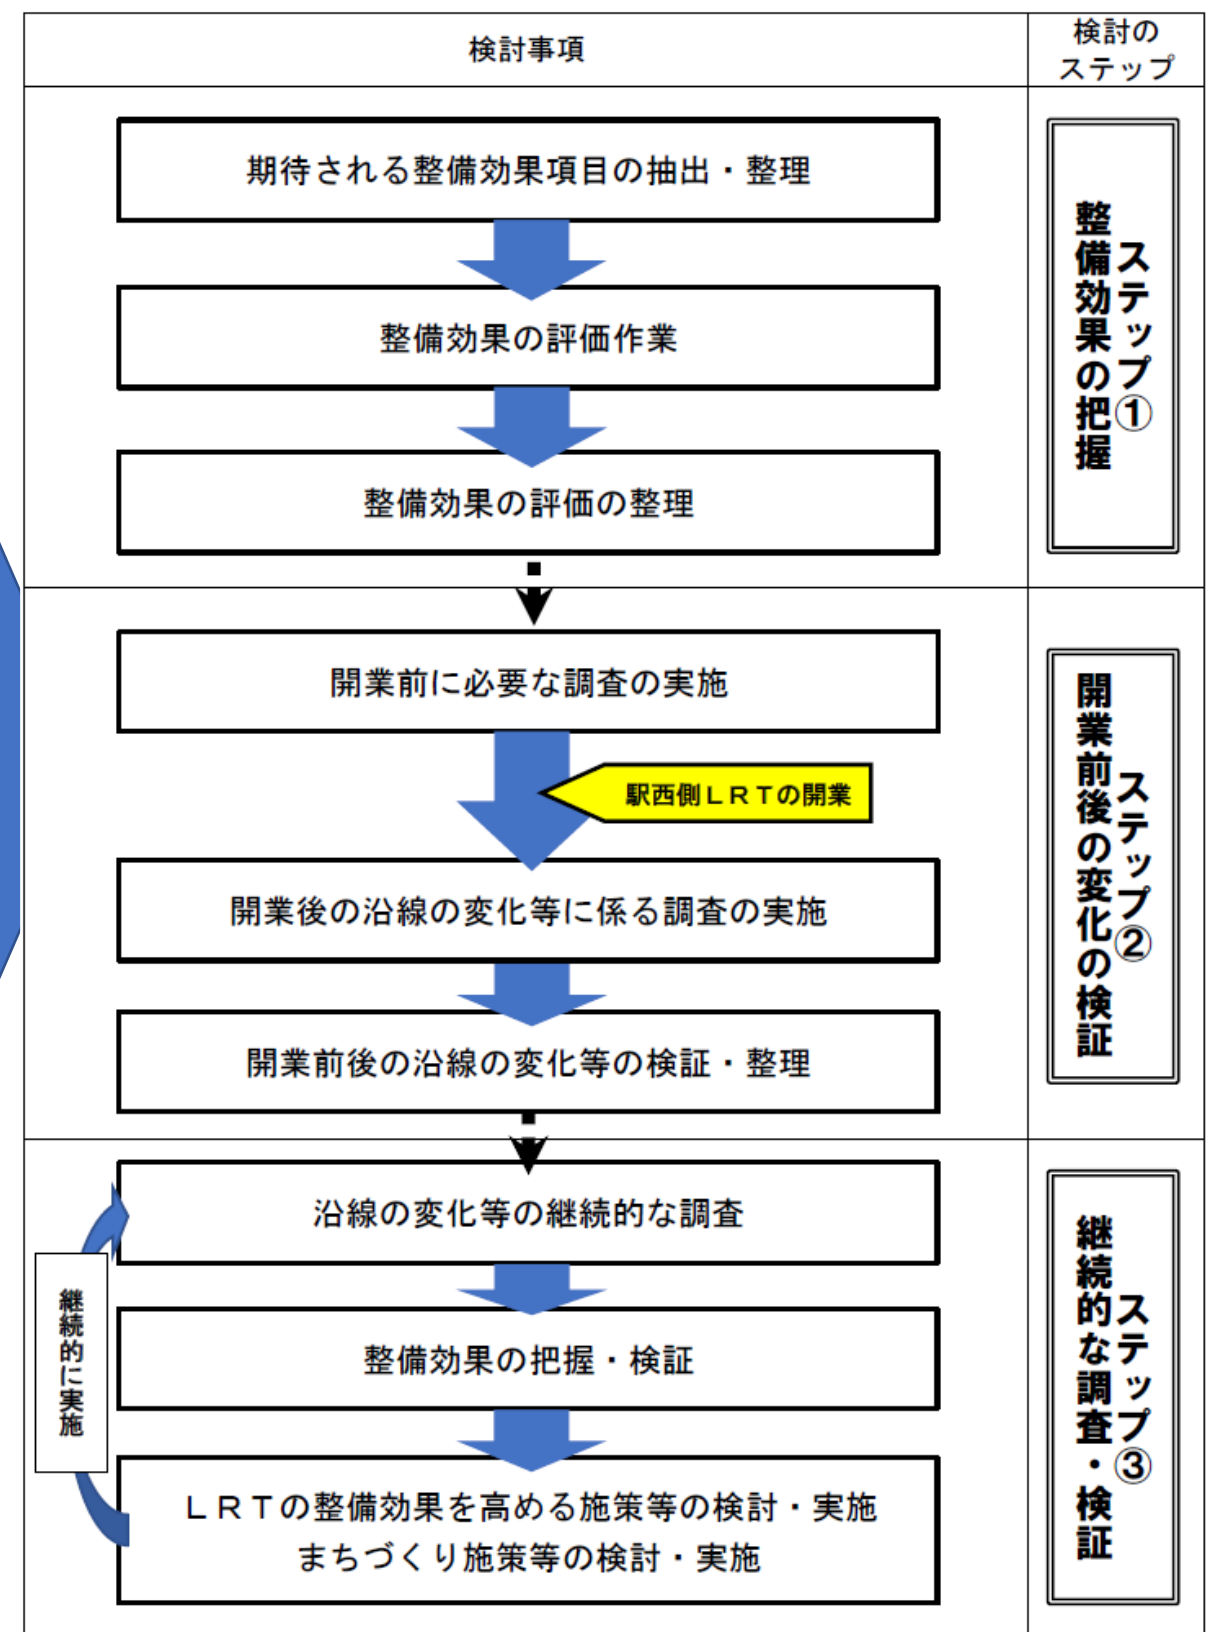 検討事項
検討の
ステップ
期待される整備効果項目の抽出・整理
整備効果の評価作業
整備効果の評価の整理
ステップ①
整備効果の把握
開業前に必要な調査の実施
駅西側ＬＲＴの開業
開業後の沿線の変化等に係る調査の実施
開業前後の沿線の変化等の検証・整理
ステップ②
開業前後の変化の検証
沿線の変化等の継続的な調査
整備効果の把握・検証
ＬＲＴの整備効果を高める施策等の検討・実施
まちづくり施策等の検討・実施
継続的に実施
ステップ③
継続的な調査・検証